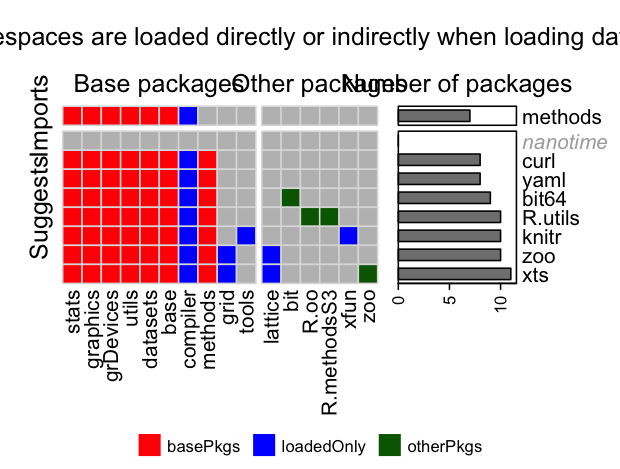 espaces are loaded directly or indirectly when loading da
Base packages
Other packages
Number of packages
Imports
Suggests
methods
nanotime
curl
yaml
bit64
R.utils
knitr
zoo
xts
stats
graphics
grDevices
utils
datasets
base
compiler
methods
grid
tools
lattice
bit
R.oo
R.methodsS3
xfun
zoo
0
5
10
basePkgs
loadedOnly
otherPkgs